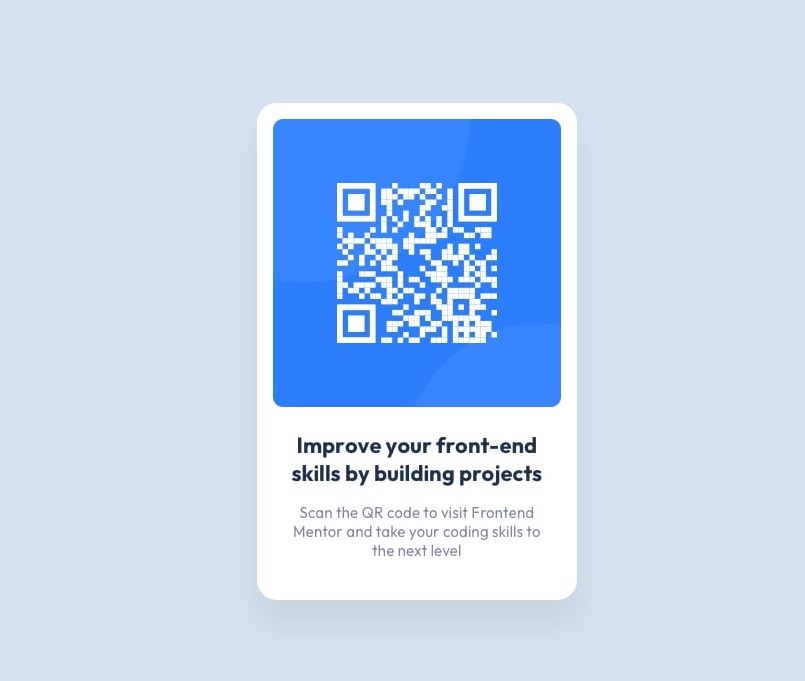 Improve your front-end
skills by building projects
Scan the QR code to visit Frontend
Mentor and take your coding skills to
the next level